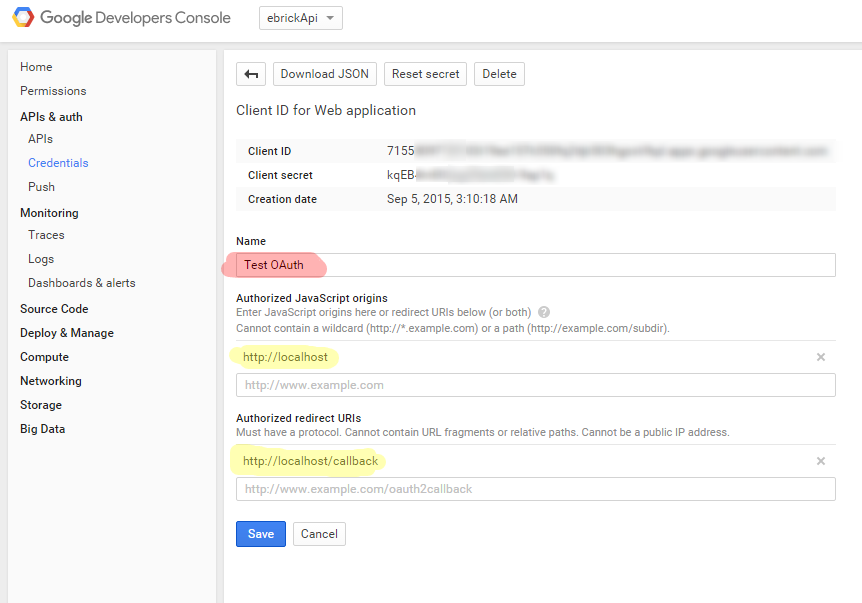 Google Developers Console
ebrickApi
Home
Permissions
APIs & auth
APIs
Credentials
Push
Monitoring
Traces
Logs
Dashboards & alerts
Source Code
Deploy & Manage
Compute
Networking
Storage
Big Data
Download JSON
Reset secret
Delete
Client ID for Web application
Client ID 7155
Client secret kqEB
Creation date Sep 5, 2015, 3:10:18 AM
Name
Test OAuth
Authorized JavaScript origins
Enter JavaScript origins here or redirect URIs below (or both) ?
Cannot contain a wildcard (http://*.example.com) or a path (http://example.com/subdir).
http://localhost ×
http://www.example.com
Authorized redirect URIs
Must have a protocol. Cannot contain URL fragments or relative paths. Cannot be a public IP address.
http://localhost/callback ×
http://www.example.com/oauth2callback
Save
Cancel